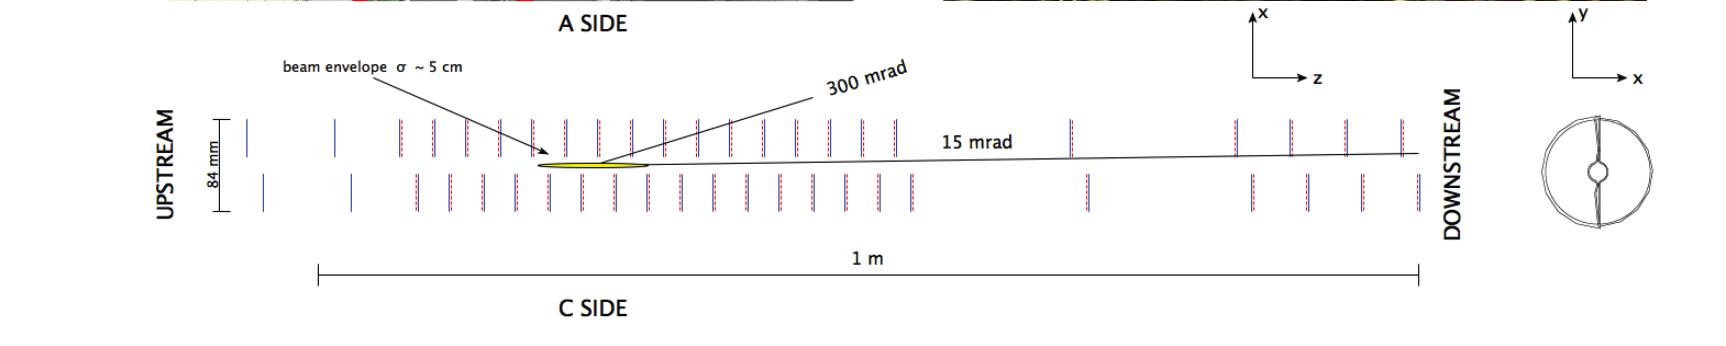 A SIDE
x
y
beam envelope σ ~ 5 cm
300 mrad
z
x
UPSTREAM
84 mm
15 mrad
DOWNSTREAM
1 m
C SIDE